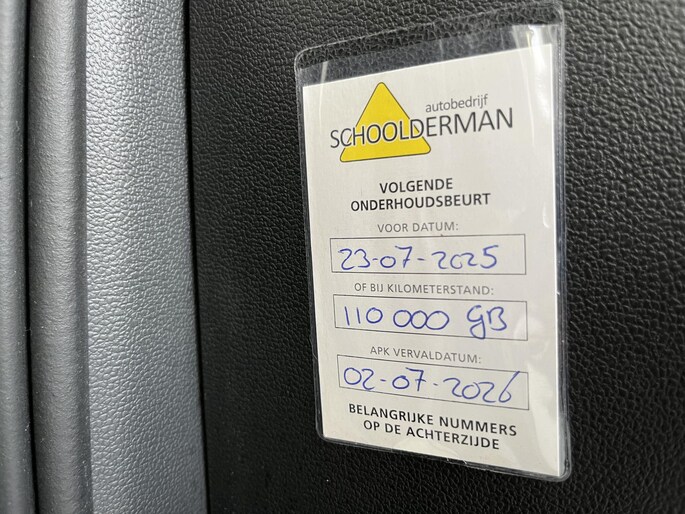 autobedrijf
SCHOOLDERMAN
VOLGENDE
ONDERHOUDSBEURT
VOOR DATUM:
23-07-2025
OF BIJ KILOMETERSTAND:
110 000 GB
APK VERVALDATUM:
02-07-2026
BELANGRIJKE NUMMERS
OP DE ACHTERZIJDE